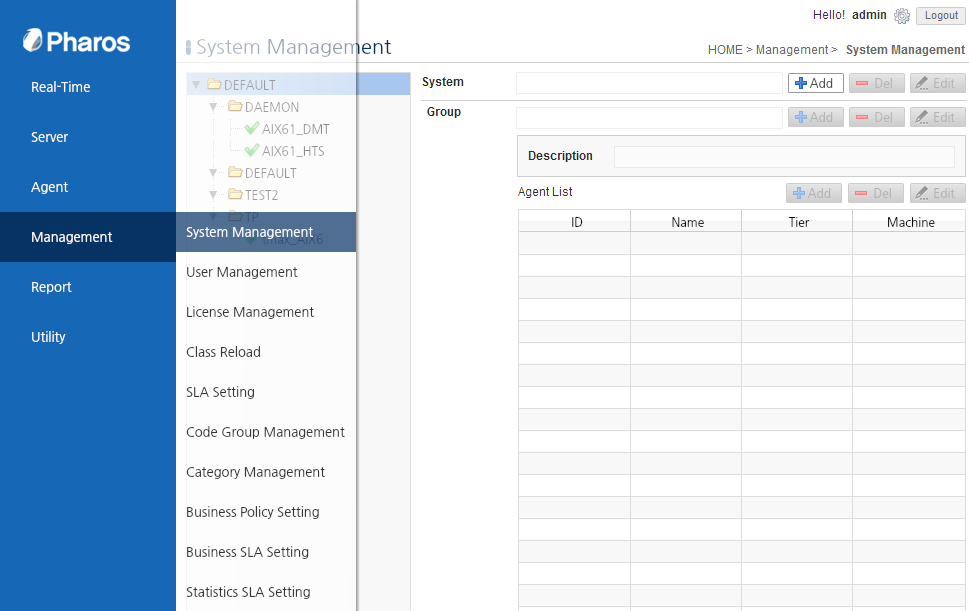 Hello! admin Logout
Pharos
System Management
HOME > Management > System Management
Real-Time
Server
Agent
Management
Report
Utility
DEFAULT
DAEMON
AIX61_DMT
AIX61_HTS
DEFAULT
TEST2
TP
tmax_AIX6
System Management
User Management
License Management
Class Reload
SLA Setting
Code Group Management
Category Management
Business Policy Setting
Business SLA Setting
Statistics SLA Setting
System Add Del Edit
Group Add Del Edit
Description
Agent List Add Del Edit
ID Name Tier Machine